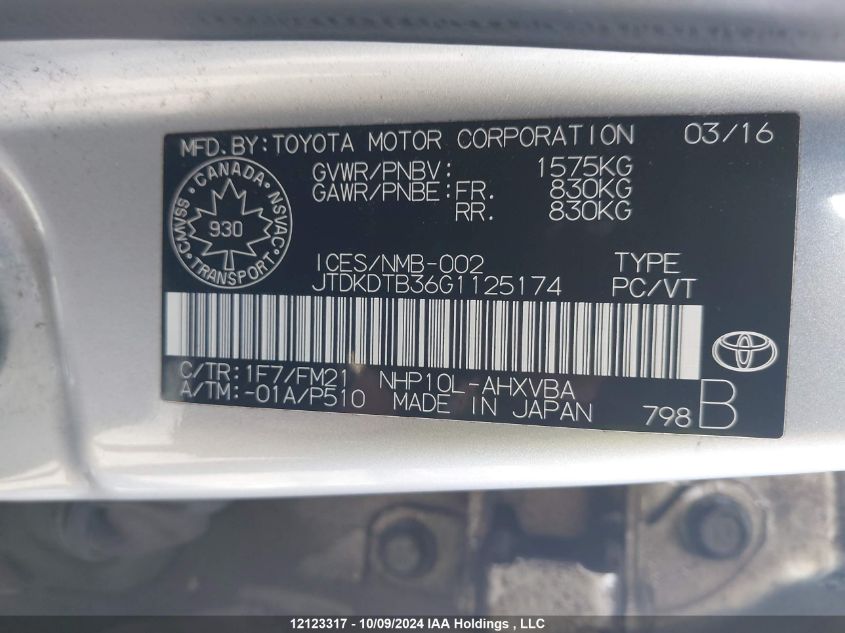 MFD. BY: TOYOTA MOTOR CORPORATION 03/16
GVWR/PNBV: 1575KG
GAWR/PNBE: FR. 830KG
RR. 830KG
CANADA
CMVSS NSVAC
930
TRANSPORT
ICES/NMB-002 TYPE
JTDKDTB36G1125174 PC/VT
C/TR: 1F7/FM21 NHP10L-AHXVBA
A/TM: -01A/P510 MADE IN JAPAN 798 B
12123317 - 10/09/2024 IAA Holdings , LLC